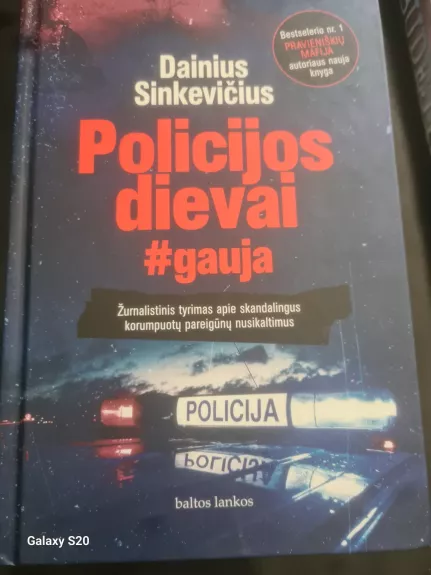 Bestselerio nr. 1
PRAVIENIŠKIŲ
MAFIJA
autoriaus nauja
knyga
Dainius
Sinkevičius
Policijos
dievai
#gauja
Žurnalistinis tyrimas apie skandalingus
korumpuotų pareigūnų nusikaltimus
POLICIJA
POLICIJA
baltos lankos
Galaxy S20